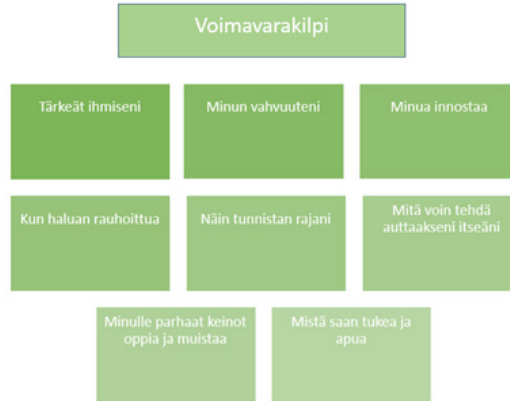 Voimavarakilpi
Tärkeät ihmiseni
Minun vahvuuteni
Minua innostaa
Kun haluan rauhoittua
Näin tunnistan rajani
Mitä voin tehdä
auttaakseni itseäni
Minulle parhaat keinot
oppia ja muistaa
Mistä saan tukea ja
apua